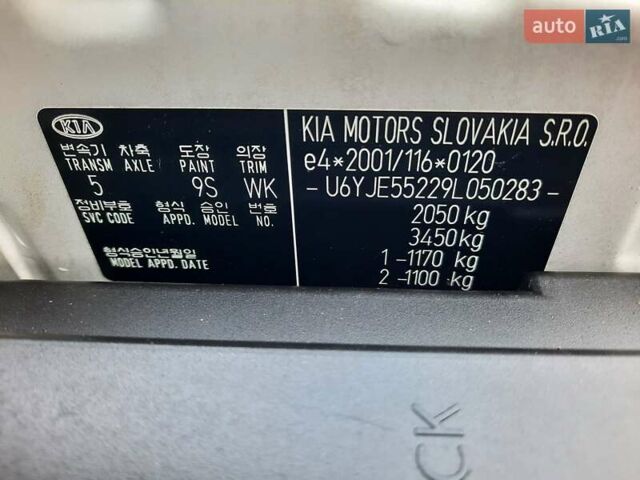 auto RIA .com
KIA
변속기 차축 도장 의장
TRANSM AXLE PAINT TRIM
5 9S WK
정비부호 형식 승인 번호
SVC CODE APPD. MODEL NO.
형식승인년월일
MODEL APPD. DATE
KIA MOTORS SLOVAKIA S.R.O.
e4*2001/116*0120
-U6YJE55229L050283-
2050 kg
3450 kg
1-1170 kg
2-1100 kg